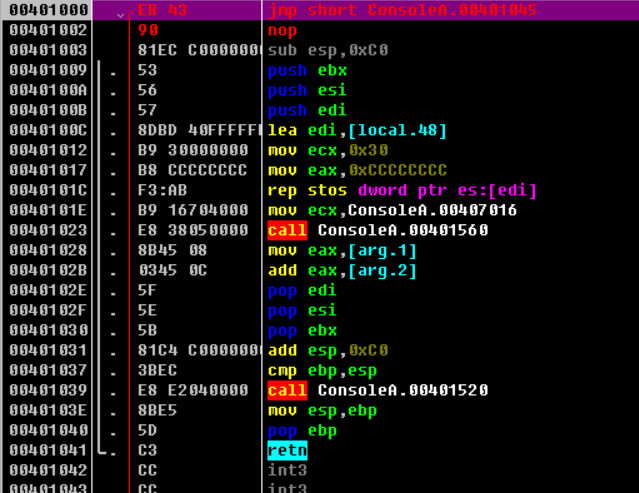 00401000 EB 43 jmp short ConsoleA.00401045
00401002 90 nop
00401003 81EC C0000000 sub esp,0xC0
00401009 . 53 push ebx
0040100A . 56 push esi
0040100B . 57 push edi
0040100C . 8DBD 40FFFFFF lea edi,[local.48]
00401012 . B9 30000000 mov ecx,0x30
00401017 . B8 CCCCCCCC mov eax,0xCCCCCCCC
0040101C . F3:AB rep stos dword ptr es:[edi]
0040101E . B9 16704000 mov ecx,ConsoleA.00407016
00401023 . E8 38050000 call ConsoleA.00401560
00401028 . 8B45 08 mov eax,[arg.1]
0040102B . 0345 0C add eax,[arg.2]
0040102E . 5F pop edi
0040102F . 5E pop esi
00401030 . 5B pop ebx
00401031 . 81C4 C0000000 add esp,0xC0
00401037 . 3BEC cmp ebp,esp
00401039 . E8 E2040000 call ConsoleA.00401520
0040103E . 8BE5 mov esp,ebp
00401040 . 5D pop ebp
00401041 . C3 retn
00401042 CC int3
00401043 CC int3